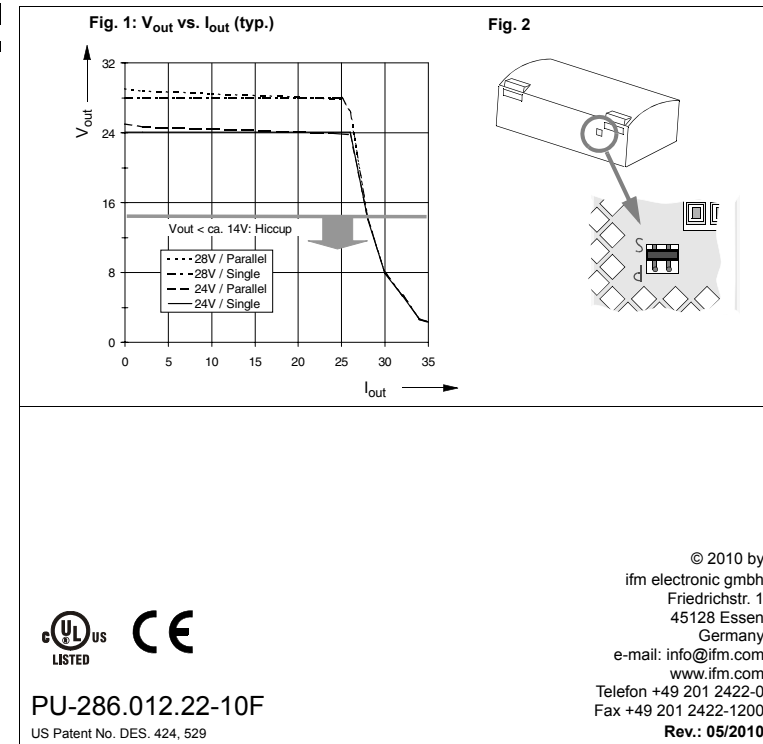 Fig. 1: Vout vs. Iout (typ.)
32
24
16
8
0
Vout
Vout < ca. 14V: Hiccup
28V / Parallel
28V / Single
24V / Parallel
24V / Single
0 5 10 15 20 25 30 35
Iout
Fig. 2
S
P
© 2010 by
ifm electronic gmbh
Friedrichstr. 1
45128 Essen
Germany
e-mail: info@ifm.com
www.ifm.com
Telefon +49 201 2422-0
Fax +49 201 2422-1200
Rev.: 05/2010
c UL ® us
LISTED
CE
PU-286.012.22-10F
US Patent No. DES. 424, 529